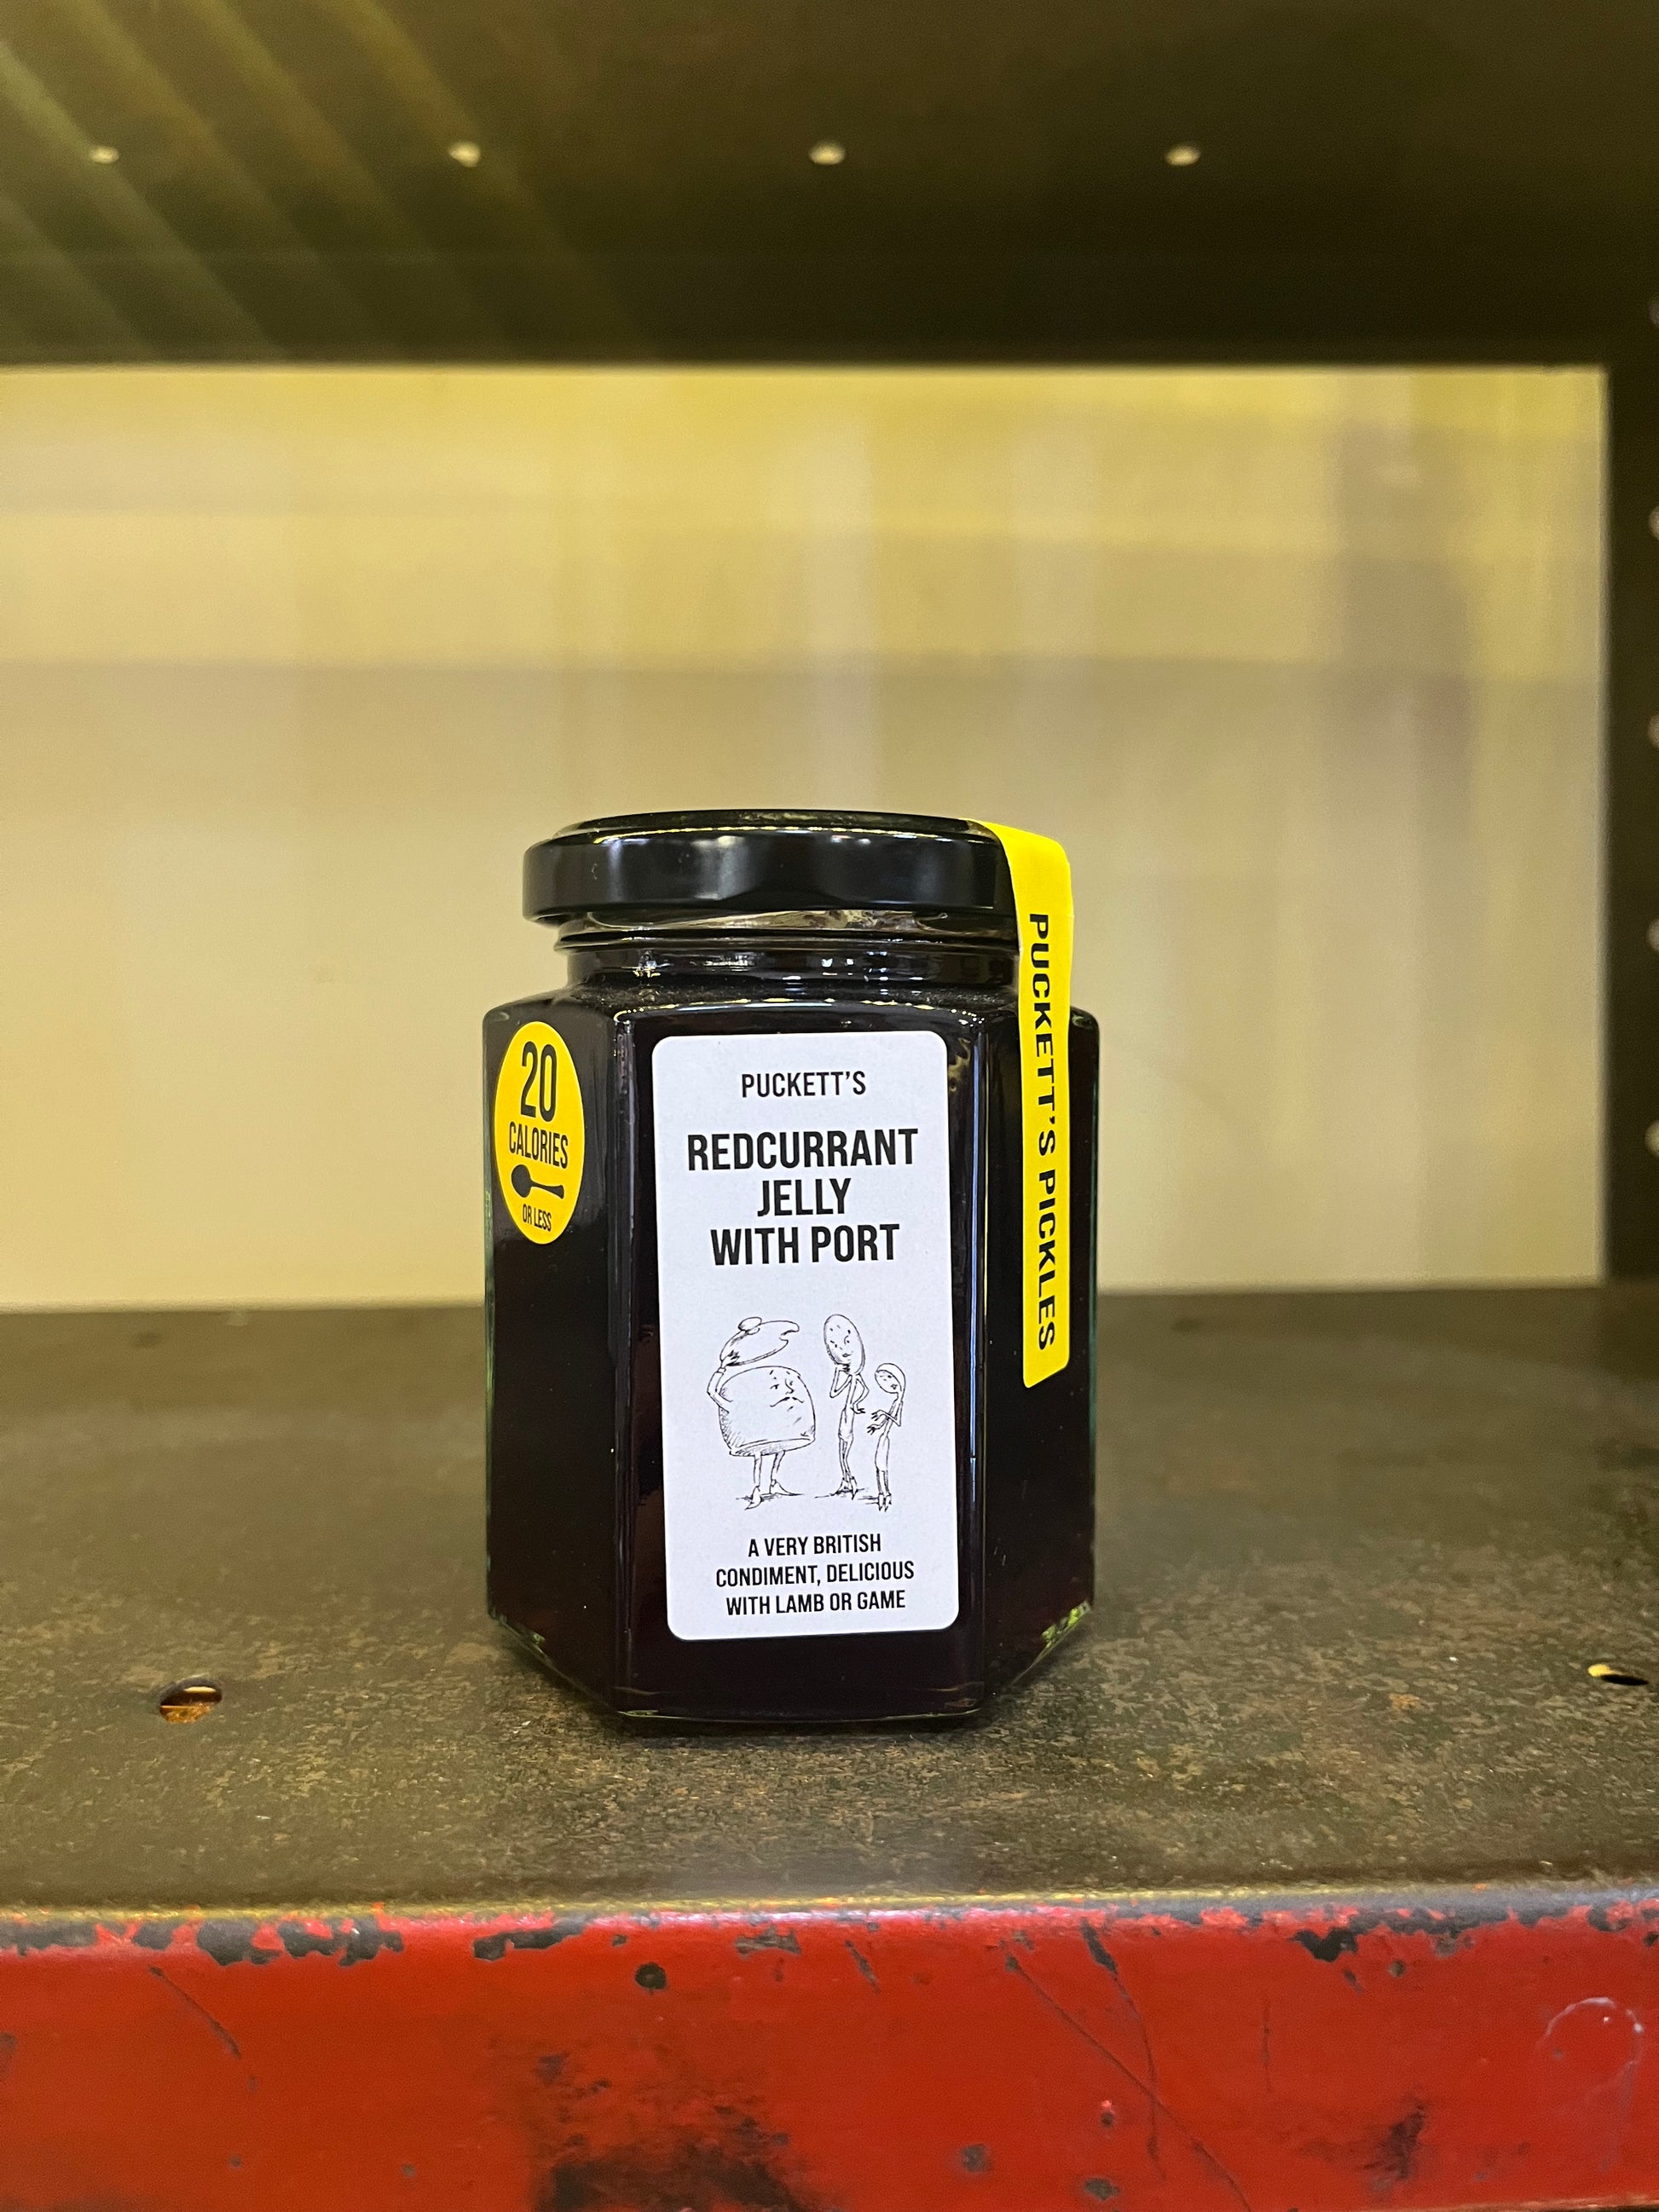 20
CALORIES
OR LESS
PUCKETT'S
REDCURRANT
JELLY
WITH PORT
A VERY BRITISH
CONDIMENT, DELICIOUS
WITH LAMB OR GAME
PUCKETT'S PICKLES